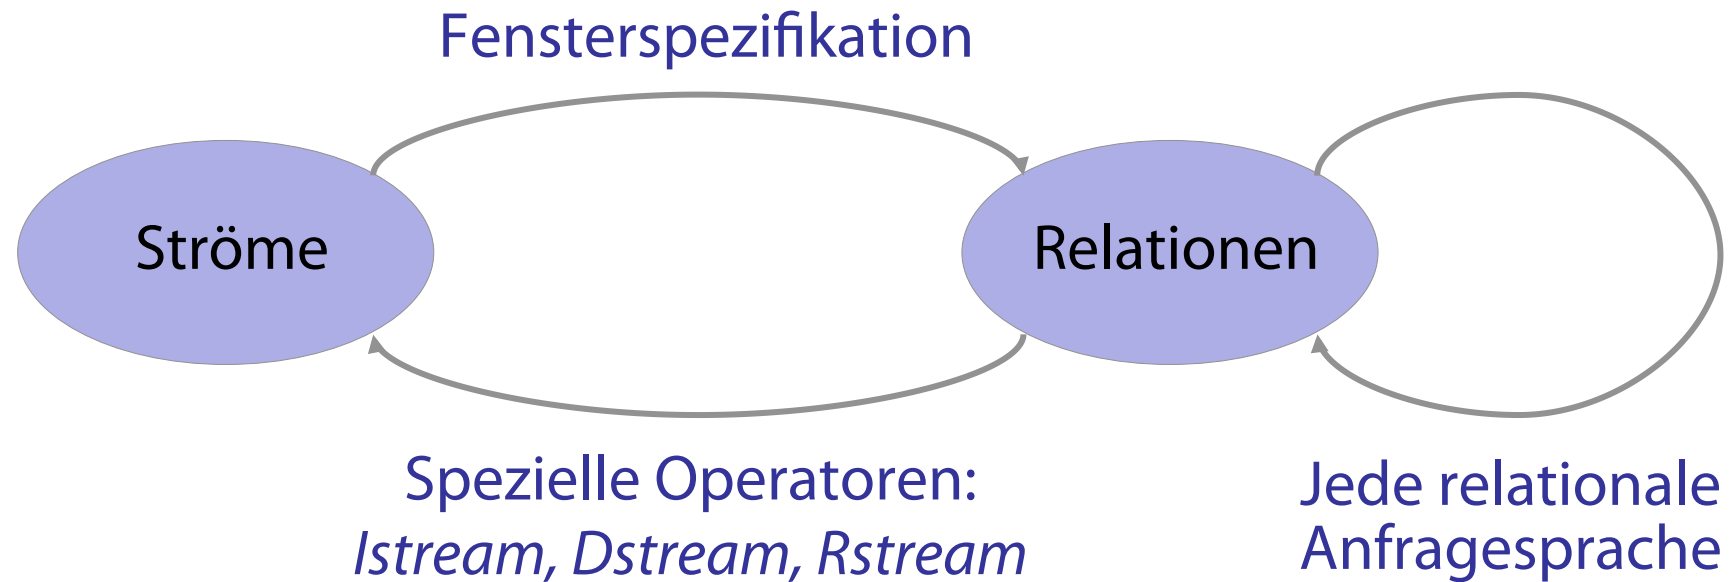 Fensterspezifikation
Ströme
Relationen
Spezielle Operatoren:
Istream, Dstream, Rstream
Jede relationale
Anfragesprache